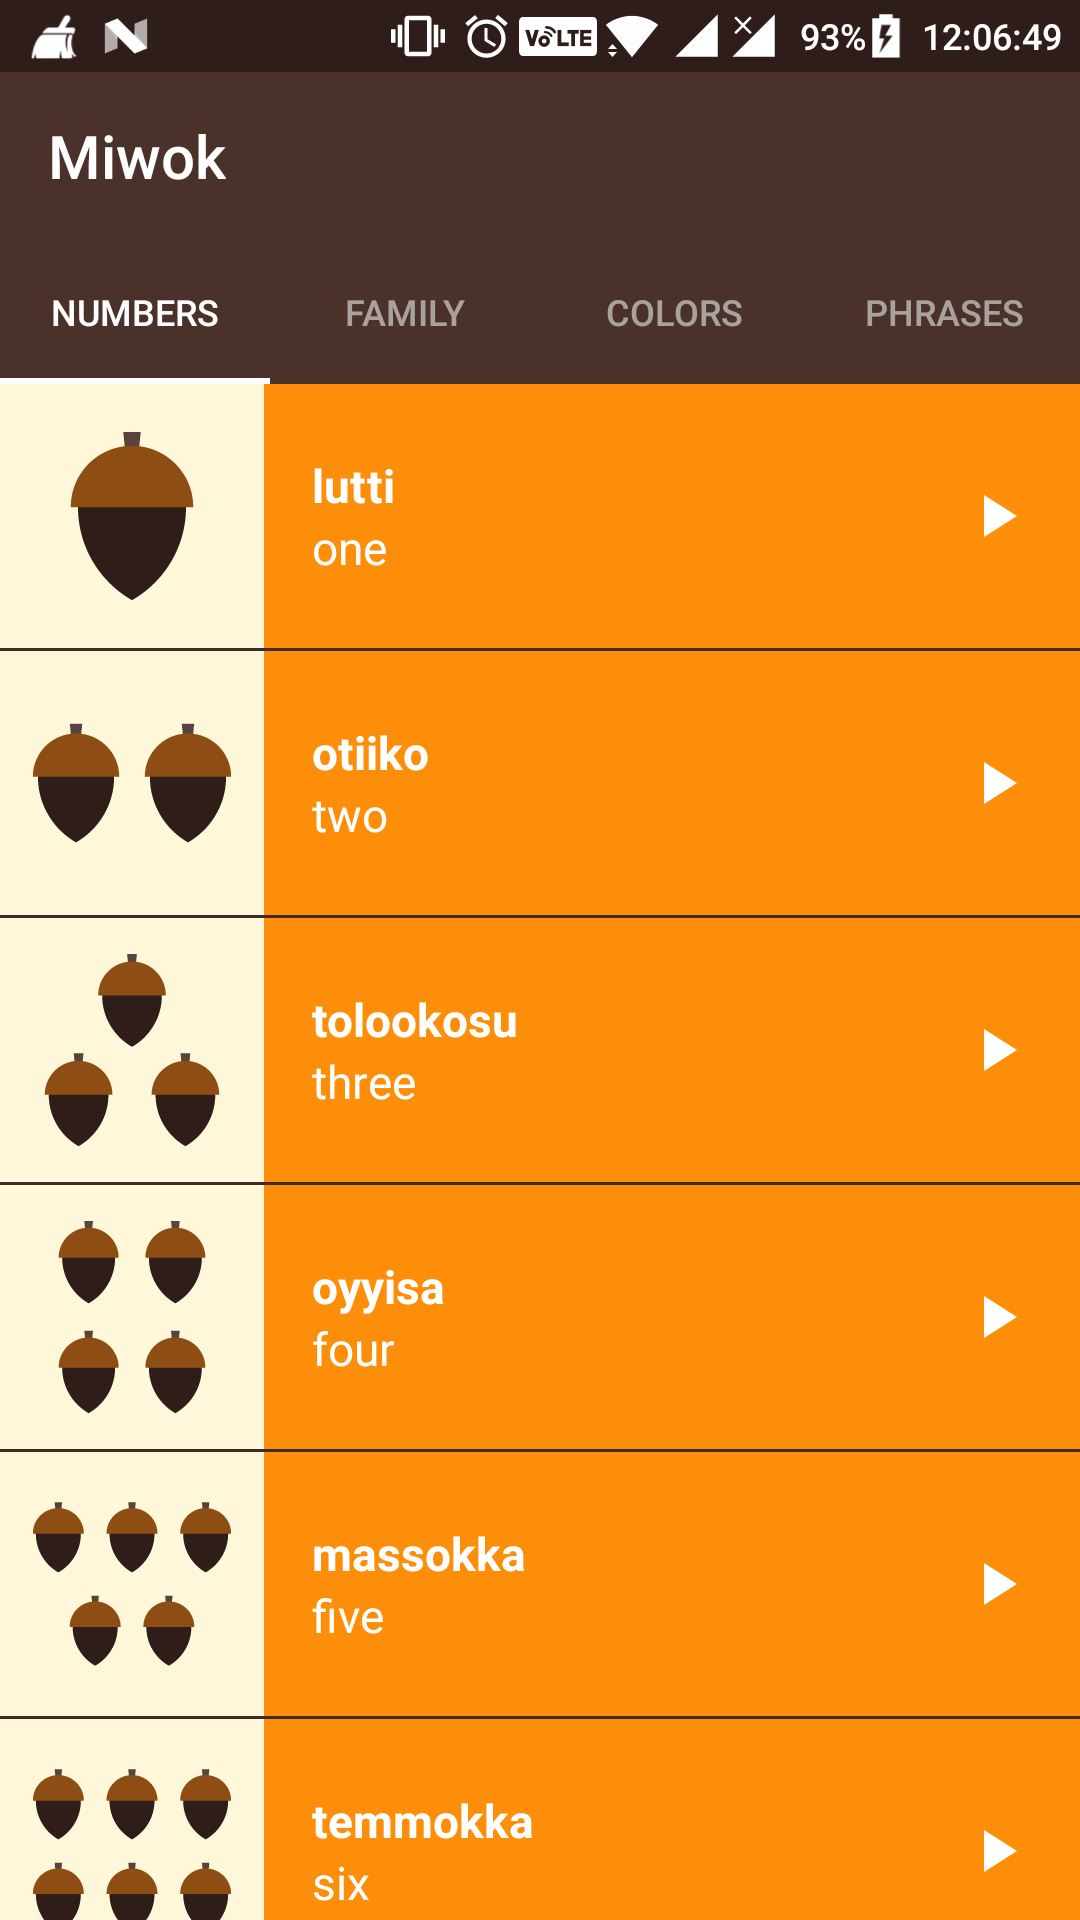 VoLTE 93% 12:06:49
Miwok
NUMBERS FAMILY COLORS PHRASES
lutti
one
otiiko
two
tolookosu
three
oyyisa
four
massokka
five
temmokka
six